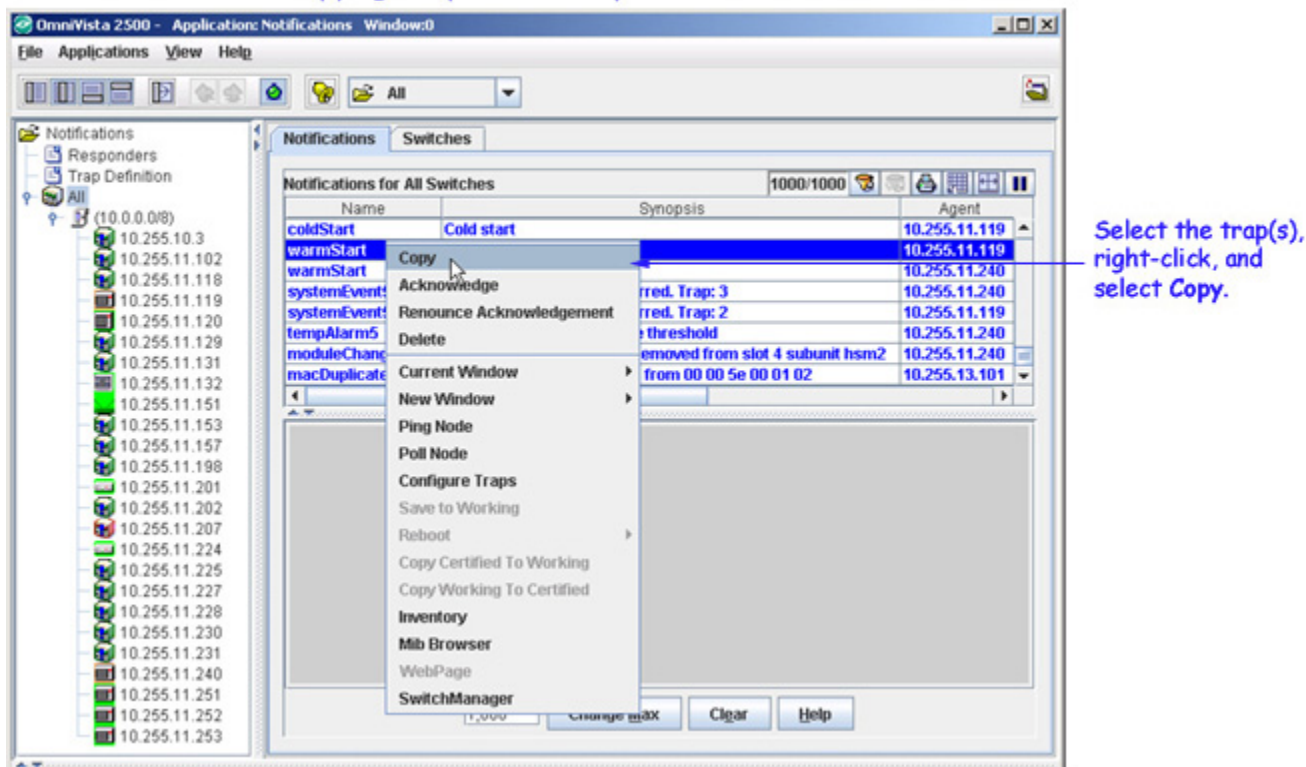 OmniVista 2500 - Application: Notifications Window:0
File Applications View Help
All
Notifications
Responders
Trap Definition
All
(10.0.0.0/8)
10.255.10.3
10.255.11.102
10.255.11.118
10.255.11.119
10.255.11.120
10.255.11.129
10.255.11.131
10.255.11.132
10.255.11.151
10.255.11.153
10.255.11.157
10.255.11.198
10.255.11.201
10.255.11.202
10.255.11.207
10.255.11.224
10.255.11.225
10.255.11.227
10.255.11.228
10.255.11.230
10.255.11.231
10.255.11.240
10.255.11.251
10.255.11.252
10.255.11.253
Notifications Switches
Notifications for All Switches 1000/1000
Name Synopsis Agent
coldStart Cold start 10.255.11.119
warmStart 10.255.11.119
warmStart 10.255.11.240
systemEvent rred. Trap: 3 10.255.11.240
systemEvent rred. Trap: 2 10.255.11.119
tempAlarm5 threshold 10.255.11.240
moduleChang emoved from slot 4 subunit hsm2 10.255.11.240
macDuplicate from 00 00 5e 00 01 02 10.255.13.101
Copy
Acknowledge
Renounce Acknowledgement
Delete
Current Window
New Window
Ping Node
Poll Node
Configure Traps
Save to Working
Reboot
Copy Certified To Working
Copy Working To Certified
Inventory
Mib Browser
WebPage
SwitchManager
1,000 Change Max Clear Help
Select the trap(s),
right-click, and
select Copy.